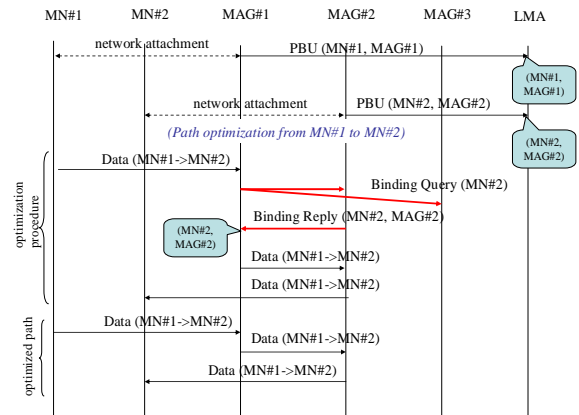 MN#1 MN#2 MAG#1 MAG#2 MAG#3 LMA
network attachment
PBU (MN#1, MAG#1)
(MN#1,
MAG#1)
network attachment
PBU (MN#2, MAG#2)
(MN#2,
MAG#2)
(Path optimization from MN#1 to MN#2)
optimization
procedure
Data (MN#1->MN#2)
Binding Query (MN#2)
Binding Reply (MN#2, MAG#2)
(MN#2,
MAG#2)
Data (MN#1->MN#2)
Data (MN#1->MN#2)
optimized path
Data (MN#1->MN#2)
Data (MN#1->MN#2)
Data (MN#1->MN#2)